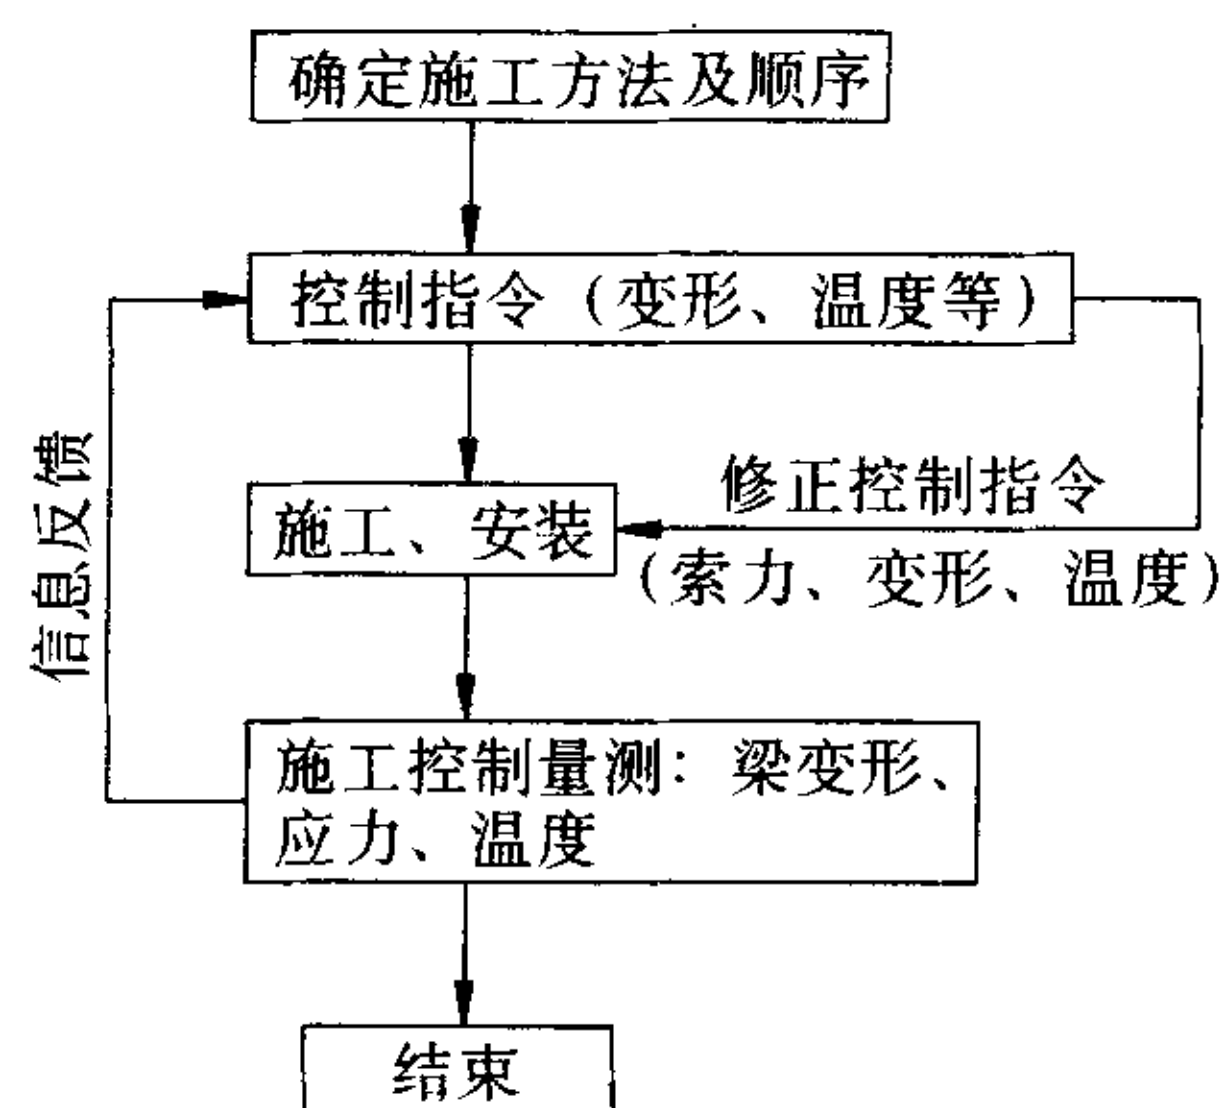 确定施工方法及顺序
控制指令（变形、温度等）
信息反馈
修正控制指令
施工、安装
（索力、变形、温度）
施工控制量测：梁变形、
应力、温度
结束